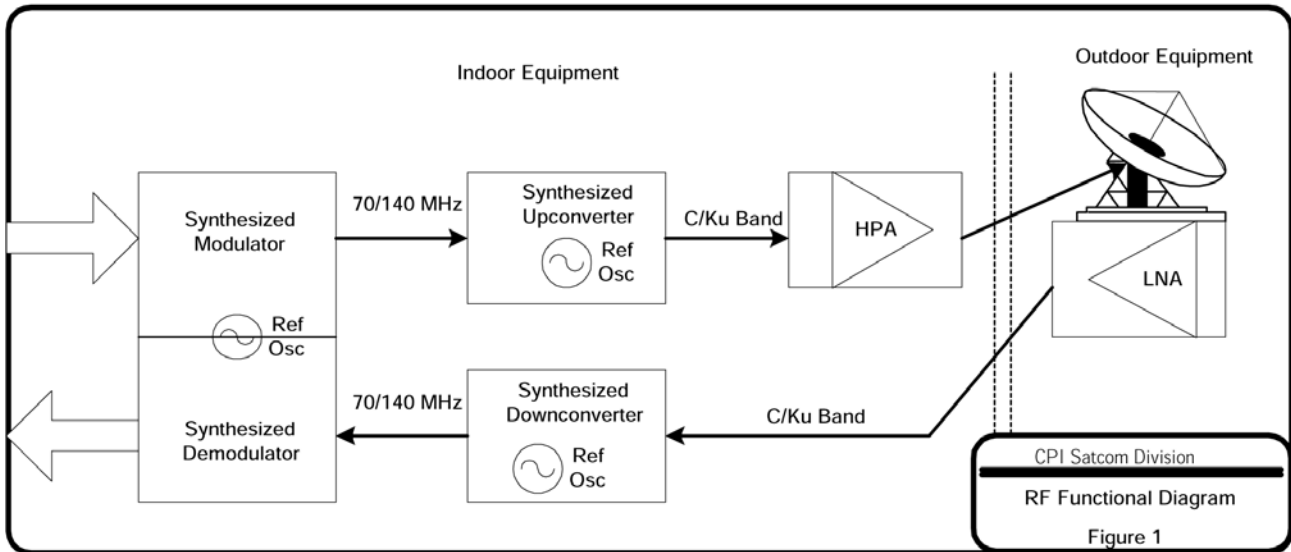 Indoor Equipment
Outdoor Equipment
Synthesized
Modulator
70/140 MHz
Synthesized
Upconverter
Ref
Osc
C/Ku Band
HPA
LNA
Ref
Osc
Synthesized
Demodulator
70/140 MHz
Synthesized
Downconverter
Ref
Osc
C/Ku Band
CPI Satcom Division
RF Functional Diagram
Figure 1